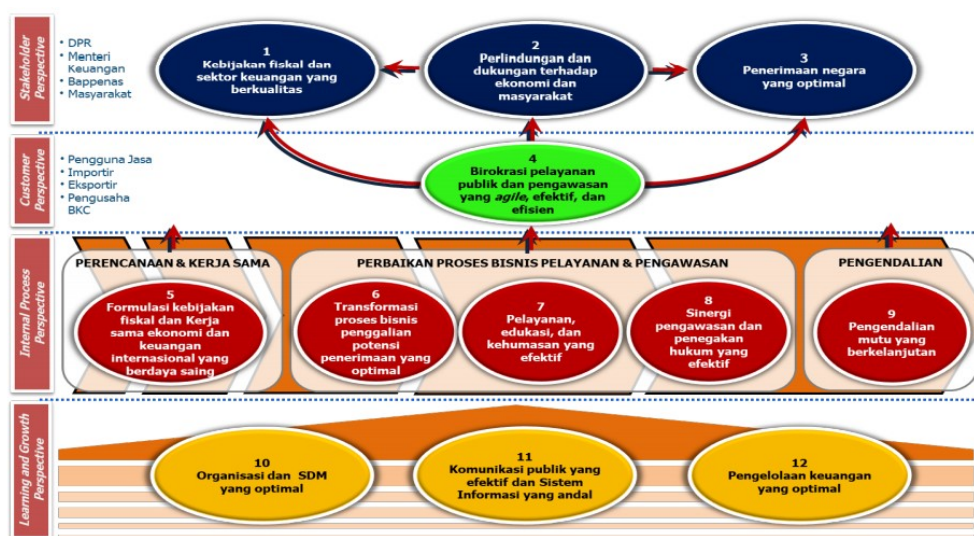 Stakeholder
Perspective
• DPR
• Menteri
Keuangan
• Bappenas
• Masyarakat
1
Kebijakan fiskal dan
sektor keuangan yang
berkualitas
2
Perlindungan dan
dukungan terhadap
ekonomi dan
masyarakat
3
Penerimaan negara
yang optimal
Customer
Perspective
• Pengguna Jasa
• Importir
• Eksportir
• Pengusaha
BKC
4
Birokrasi pelayanan
publik dan pengawasan
yang agile, efektif, dan
efisien
Internal Process
Perspective
PERENCANAAN & KERJA SAMA
5
Formulasi kebijakan
fiskal dan Kerja
sama ekonomi dan
keuangan
internasional yang
berdaya saing
PERBAIKAN PROSES BISNIS PELAYANAN & PENGAWASAN
6
Transformasi
proses bisnis
penggalian
potensi
penerimaan yang
optimal
7
Pelayanan,
edukasi, dan
kehumasan yang
efektif
8
Sinergi
pengawasan dan
penegakan
hukum yang
efektif
PENGENDALIAN
9
Pengendalian
mutu yang
berkelanjutan
Learning and Growth
Perspective
10
Organisasi dan SDM
yang optimal
11
Komunikasi publik yang
efektif dan Sistem
Informasi yang andal
12
Pengelolaan keuangan
yang optimal